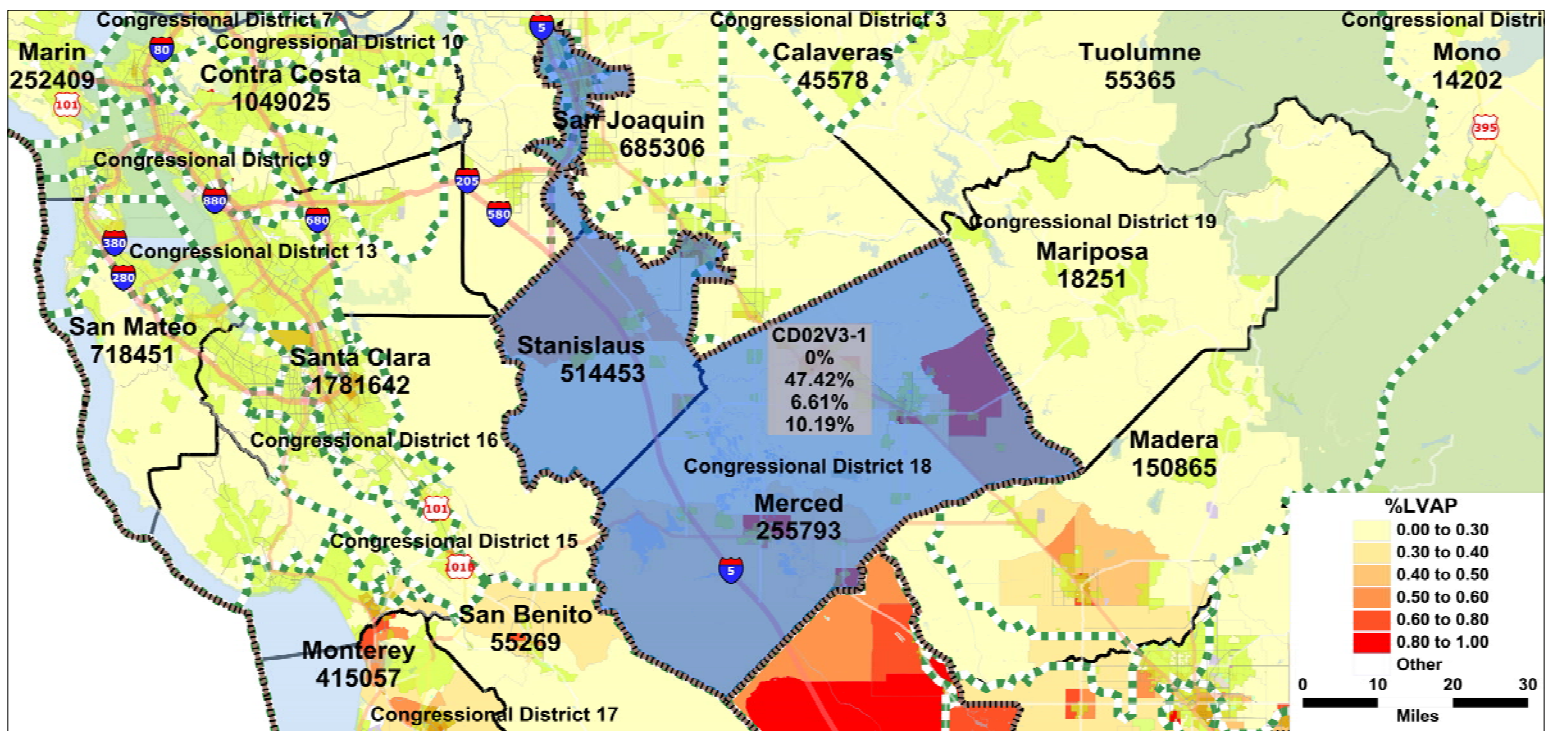 Congressional District 7
5
Congressional District 3
Congressional Distri
Marin
252409
80
Congressional District 10
Calaveras
45578
Tuolumne
55365
Mono
14202
Contra Costa
1049025
101
San Joaquin
685306
395
Congressional District 9
205
880
580
680
Congressional District 19
380
Congressional District 13
Mariposa
18251
280
San Mateo
718451
Stanislaus
514453
CD02V3-1
0%
47.42%
6.61%
10.19%
Santa Clara
1781642
Congressional District 16
Madera
150865
Congressional District 18
Merced
255793
101
Congressional District 15
5
San Benito
55269
Monterey
415057
Congressional District 17
%LVAP
0.00 to 0.30
0.30 to 0.40
0.40 to 0.50
0.50 to 0.60
0.60 to 0.80
0.80 to 1.00
Other
0 10 20 30
Miles